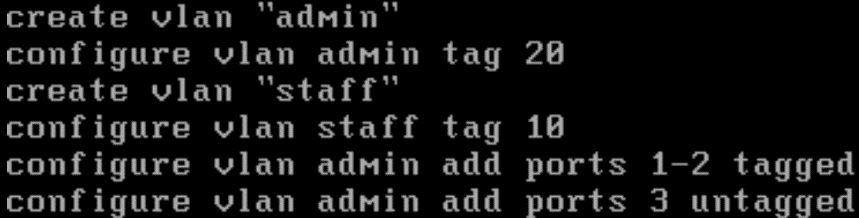 create vlan "admin"
configure vlan admin tag 20
create vlan "staff"
configure vlan staff tag 10
configure vlan admin add ports 1-2 tagged
configure vlan admin add ports 3 untagged